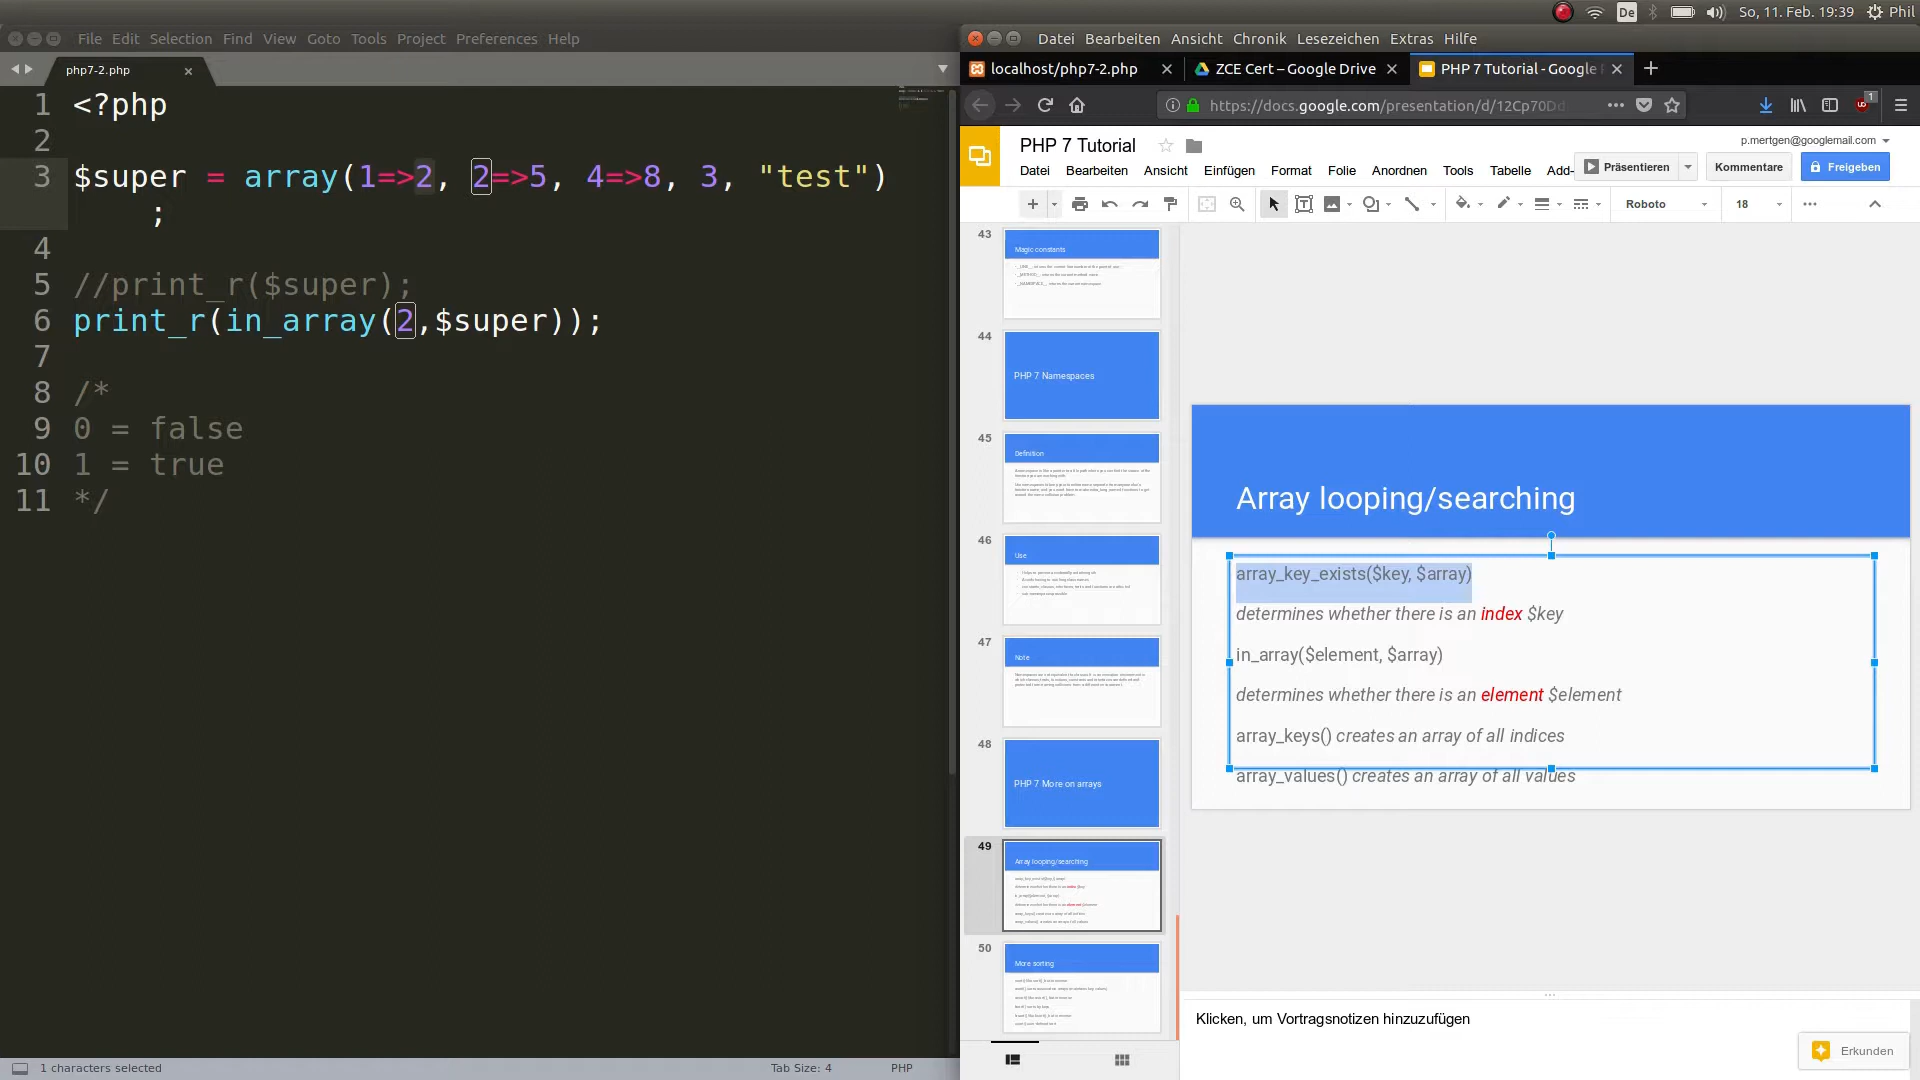 De
So, 11. Feb. 19:39
Phil
File Edit Selection Find View Goto Tools Project Preferences Help
php7-2.php
1 <?php
2
3 $super = array(1=>2, 2=>5, 4=>8, 3, "test")
;
4
5 //print_r($super);
6 print_r(in_array(2,$super));
7
8 /*
9 0 = false
10 1 = true
11 */
1 characters selected
Tab Size: 4
PHP
Datei Bearbeiten Ansicht Chronik Lesezeichen Extras Hilfe
localhost/php7-2.php
ZCE Cert – Google Drive
PHP 7 Tutorial - Google
https://docs.google.com/presentation/d/12Cp70Dd
1
PHP 7 Tutorial
p.mertgen@googlemail.com
Datei Bearbeiten Ansicht Einfügen Format Folie Anordnen Tools Tabelle Add-
Präsentieren
Kommentare
Freigeben
Roboto
18
43
Magic constants
44
PHP 7 Namespaces
45
Definition
46
Use
47
Note
48
PHP 7 More on arrays
49
Array looping/searching
50
More sorting
Array looping/searching
array_key_exists($key, $array)
determines whether there is an index $key
in_array($element, $array)
determines whether there is an element $element
array_keys() creates an array of all indices
array_values() creates an array of all values
Klicken, um Vortragsnotizen hinzuzufügen
Erkunden